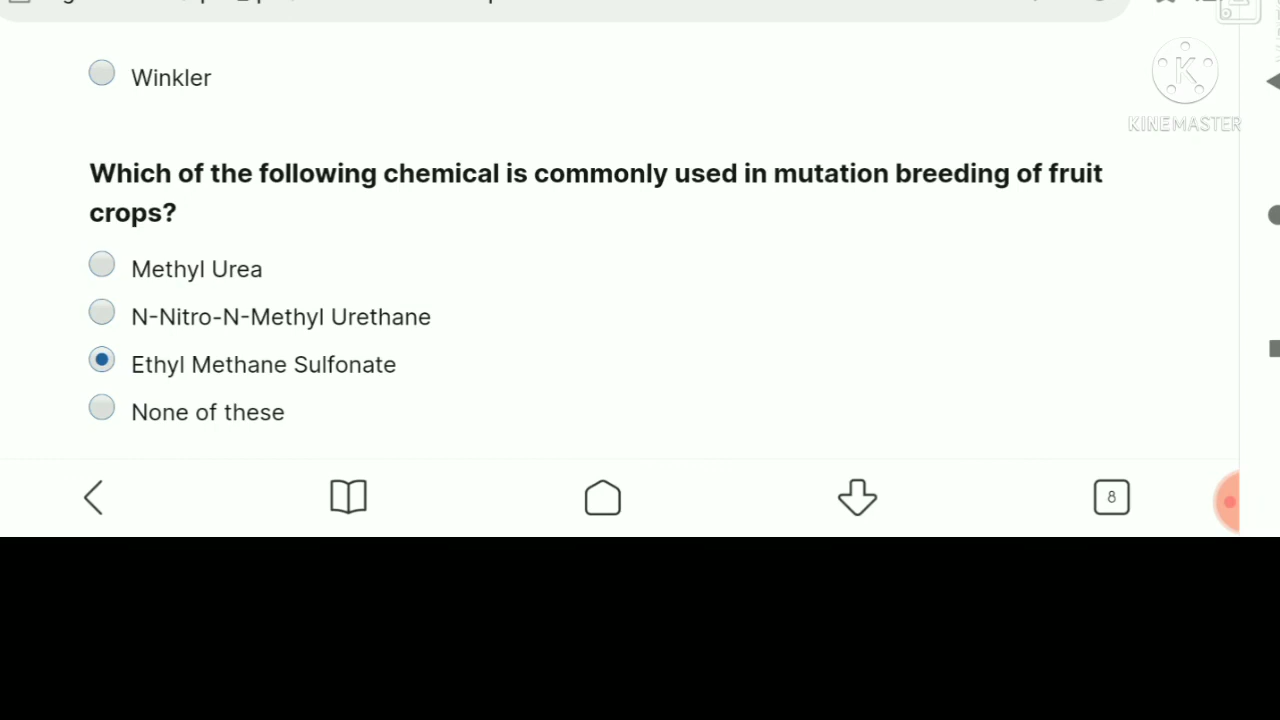 Winkler
KINEMASTER
Which of the following chemical is commonly used in mutation breeding of fruit
crops?
Methyl Urea
N-Nitro-N-Methyl Urethane
Ethyl Methane Sulfonate
None of these
8